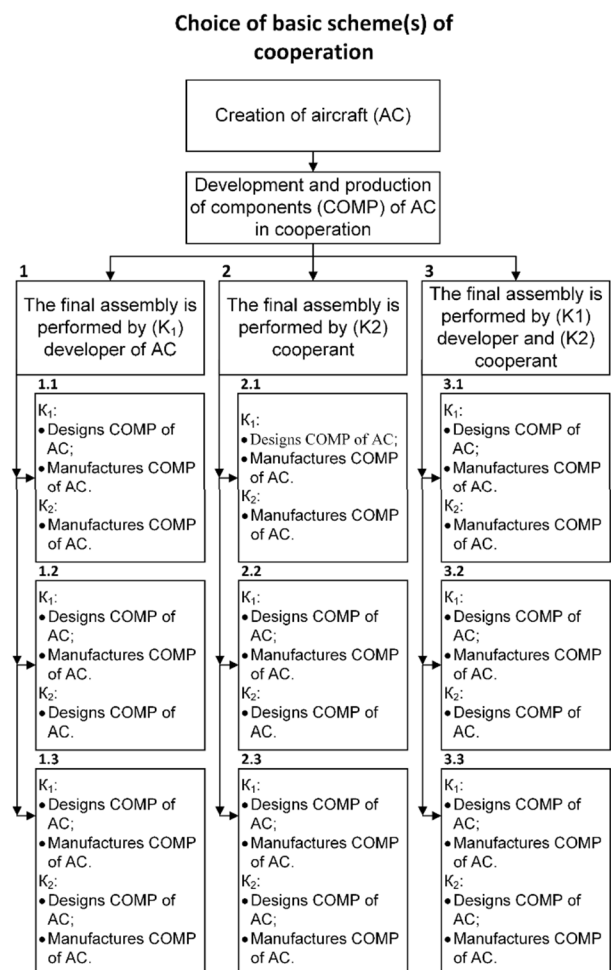 Choice of basic scheme(s) of
cooperation
Creation of aircraft (AC)
Development and production
of components (COMP) of AC
in cooperation
1
The final assembly is
performed by (K₁)
developer of AC
1.1
K₁:
• Designs COMP of
AC;
• Manufactures COMP
of AC.
K₂:
• Manufactures COMP
of AC.
1.2
K₁:
• Designs COMP of
AC;
• Manufactures COMP
of AC.
K₂:
• Designs COMP of
AC.
1.3
K₁:
• Designs COMP of
AC;
• Manufactures COMP
of AC.
K₂:
• Designs COMP of
AC;
• Manufactures COMP
of AC.
2
The final assembly is
performed by (K2)
cooperant
2.1
K₁:
• Designs COMP of AC;
• Manufactures COMP
of AC.
K₂:
• Manufactures COMP
of AC.
2.2
K₁:
• Designs COMP of
AC;
• Manufactures COMP
of AC.
K₂:
• Designs COMP of
AC.
2.3
K₁:
• Designs COMP of
AC;
• Manufactures COMP
of AC.
K₂:
• Designs COMP of
AC;
• Manufactures COMP
of AC.
3
The final assembly is
performed by (K1)
developer and (K2)
cooperant
3.1
K₁:
• Designs COMP of
AC;
• Manufactures COMP
of AC.
K₂:
• Manufactures COMP
of AC.
3.2
K₁:
• Designs COMP of
AC;
• Manufactures COMP
of AC.
K₂:
• Designs COMP of
AC.
3.3
K₁:
• Designs COMP of
AC;
• Manufactures COMP
of AC.
K₂:
• Designs COMP of
AC;
• Manufactures COMP
of AC.